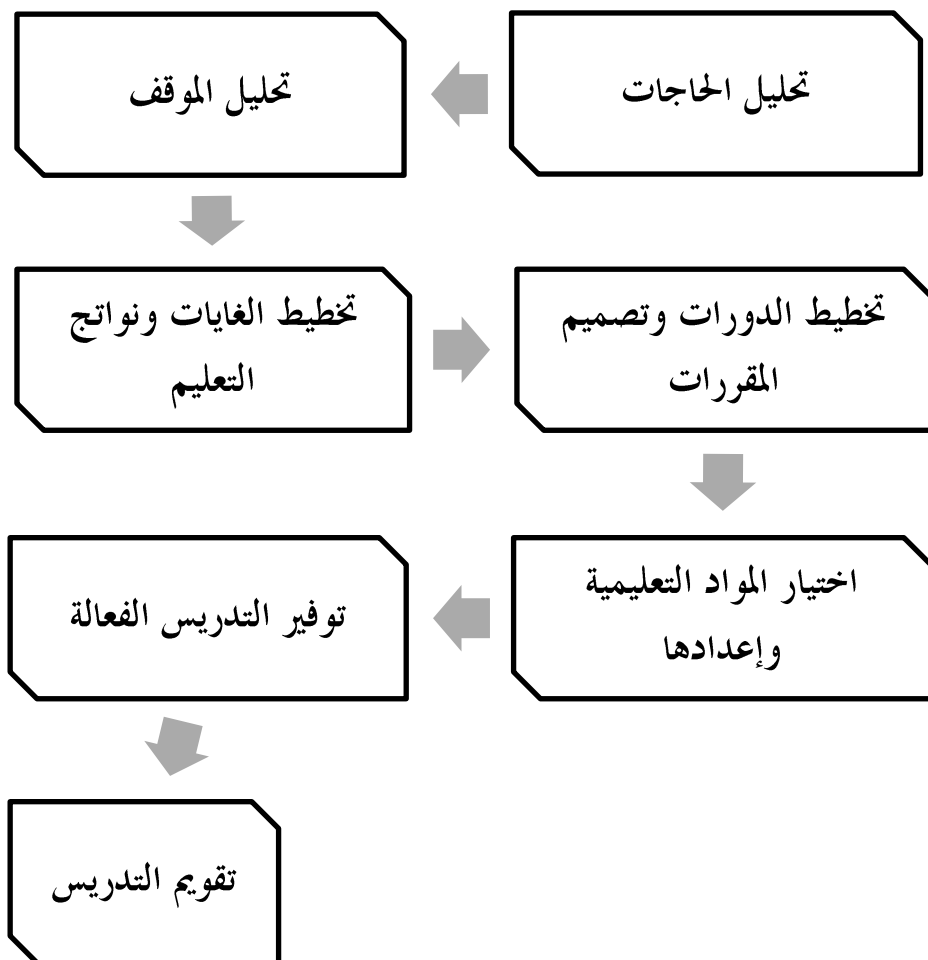 تحليل الحاجات
تحليل الموقف
تخطيط الغايات ونواتج
التعليم
تخطيط الدورات وتصميم
المقررات
اختيار المواد التعليمية
وإعدادها
توفير التدريس الفعالة
تقويم التدريس